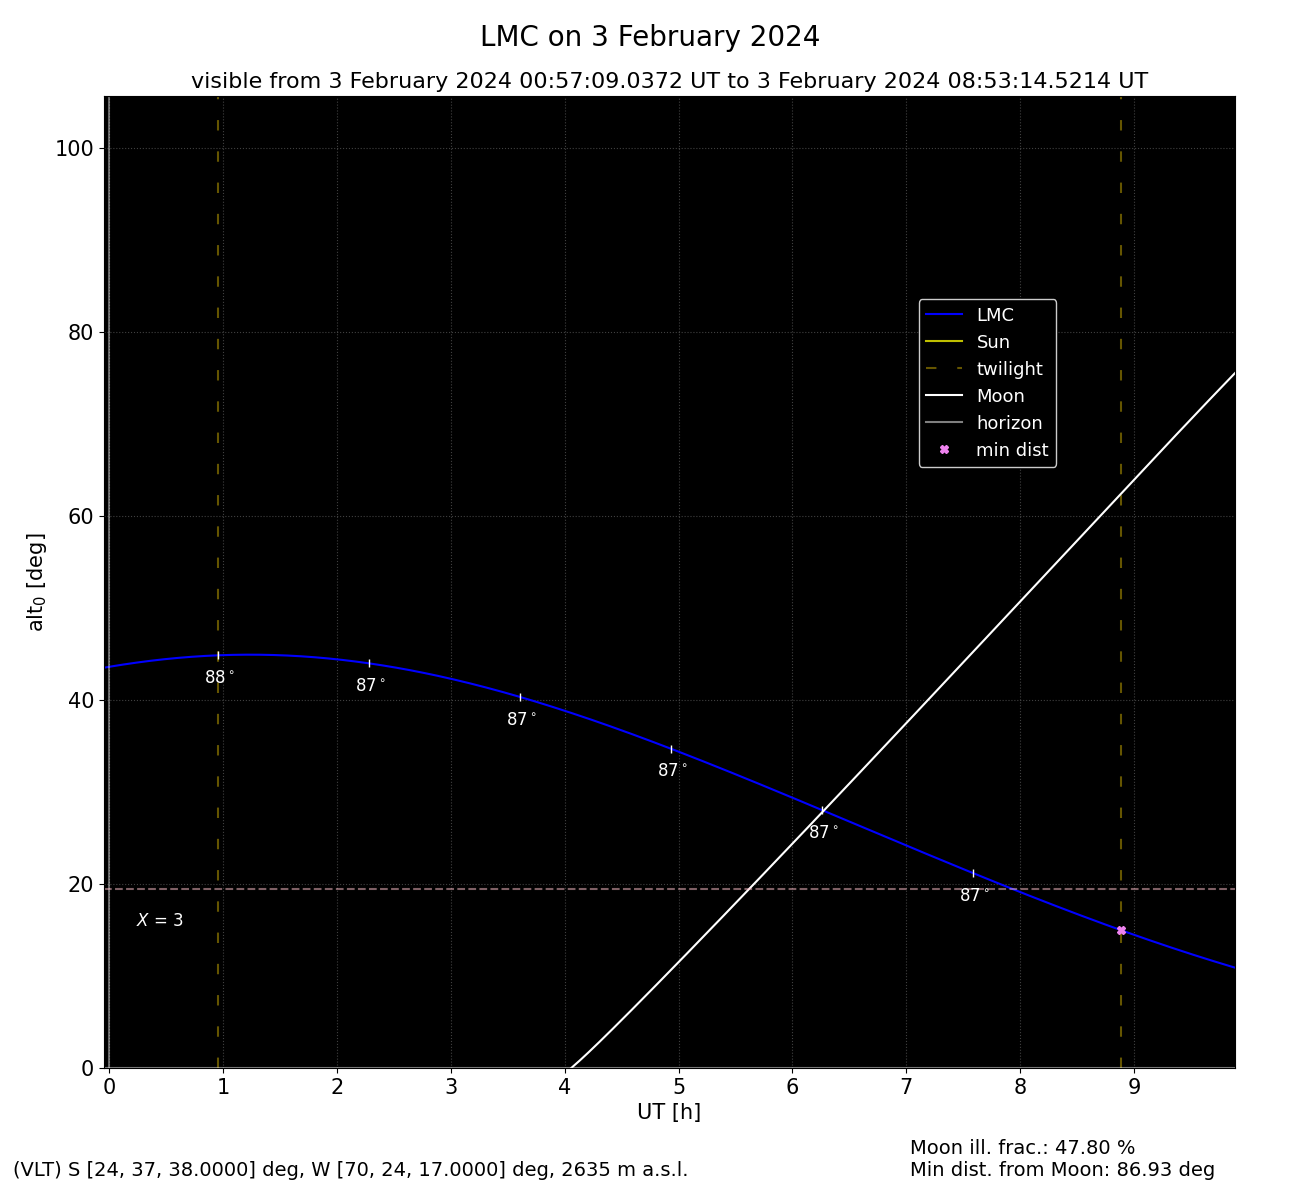 LMC on 3 February 2024
visible from 3 February 2024 00:57:09.0372 UT to 3 February 2024 08:53:14.5214 UT
100
80
60
40
20
0
alt₀ [deg]
LMC
Sun
twilight
Moon
horizon
min dist
88°
87°
87°
87°
87°
87°
X = 3
0 1 2 3 4 5 6 7 8 9
UT [h]
Moon ill. frac.: 47.80 %
(VLT) S [24, 37, 38.0000] deg, W [70, 24, 17.0000] deg, 2635 m a.s.l.
Min dist. from Moon: 86.93 deg